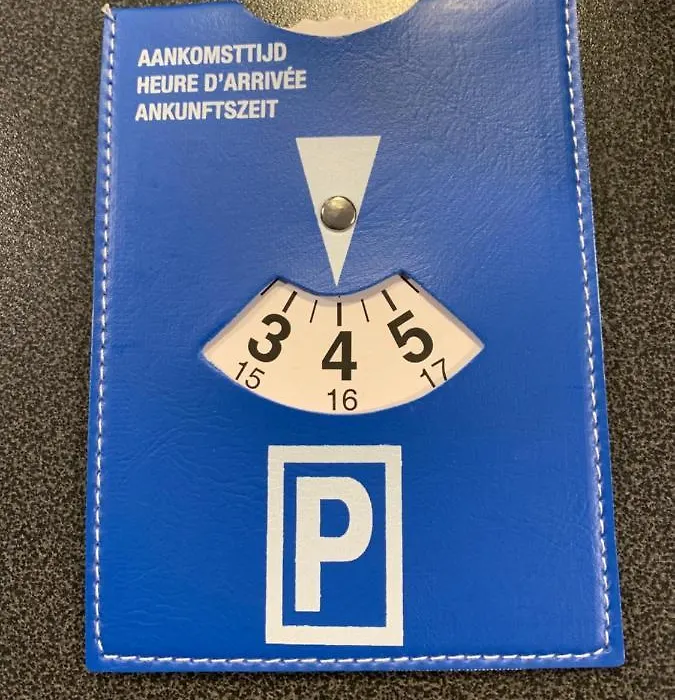 AANKOMSTTIJD
HEURE D'ARRIVÉE
ANKUNFTSZEIT
3 4 5
15 16 17
P